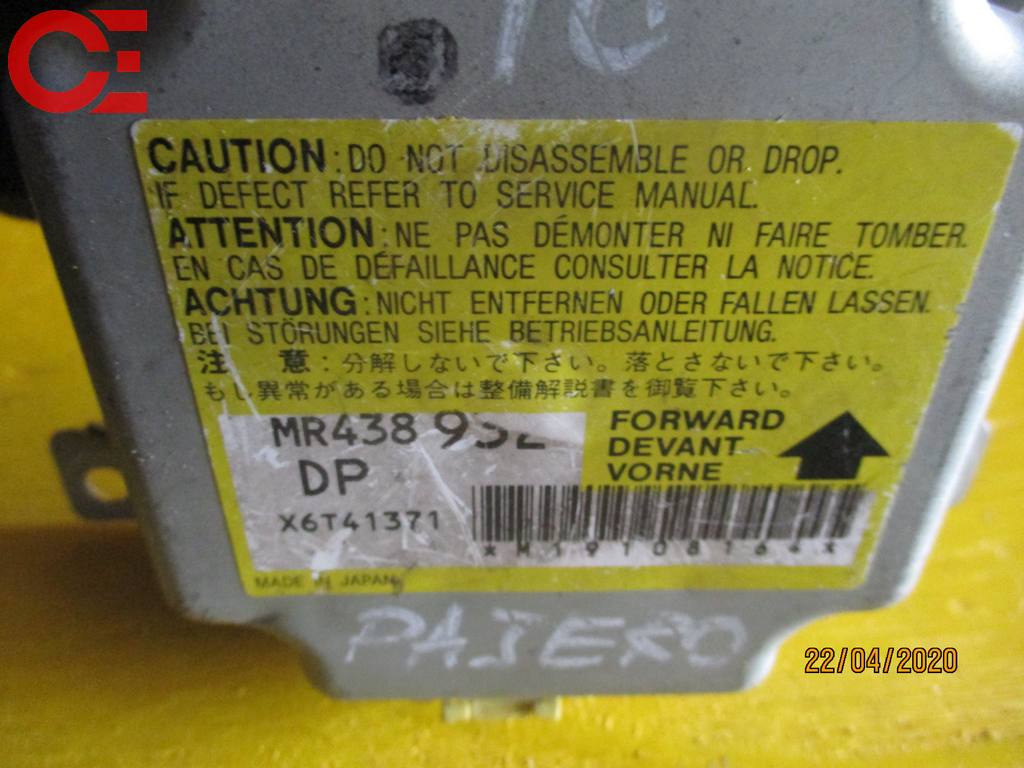 CE
CAUTION : DO NOT DISASSEMBLE OR DROP.
IF DEFECT REFER TO SERVICE MANUAL.
ATTENTION : NE PAS DÉMONTER NI FAIRE TOMBER.
EN CAS DE DÉFAILLANCE CONSULTER LA NOTICE.
ACHTUNG : NICHT ENTFERNEN ODER FALLEN LASSEN.
BEI STÖRUNGEN SIEHE BETRIEBSANLEITUNG.
注 意 : 分解しないで下さい。落とさないで下さい。
もし異常がある場合は整備解説書を御覧下さい。
MR438
DP
X6T41371
FORWARD
DEVANT
VORNE
MADE IN JAPAN
PAJERO
22/04/2020